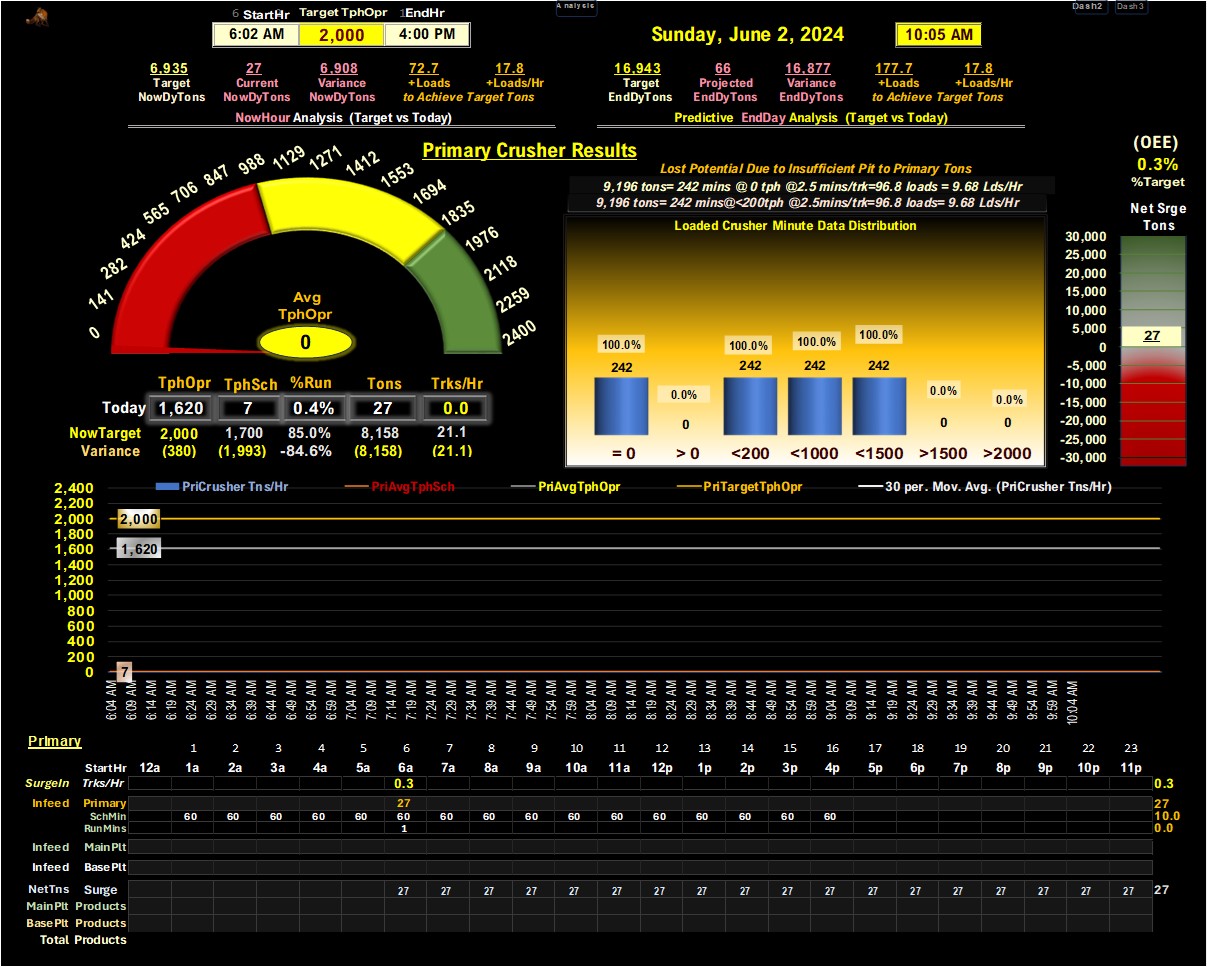 6 StartHr Target TphOpr 1EndHr
6:02 AM 2,000 4:00 PM
Analysis
Dash2 Dash3
Sunday, June 2, 2024 10:05 AM
6,935 27 6,908 72.7 17.8
Target Current Variance +Loads +Loads/Hr
NowDyTons NowDyTons NowDyTons to Achieve Target Tons
NowHour Analysis (Target vs Today)
16,943 66 16,877 177.7 17.8
Target Projected Variance +Loads +Loads/Hr
EndDyTons EndDyTons EndDyTons to Achieve Target Tons
Predictive EndDay Analysis (Target vs Today)
Primary Crusher Results
0 141 282 424 565 706 847 988 1129 1271 1412 1553 1694 1835 1976 2118 2259 2400
Avg
TphOpr
0
TphOpr TphSch %Run Tons Trks/Hr
Today 1,620 7 0.4% 27 0.0
NowTarget 2,000 1,700 85.0% 8,158 21.1
Variance (380) (1,993) -84.6% (8,158) (21.1)
Lost Potential Due to Insufficient Pit to Primary Tons
9,196 tons= 242 mins @ 0 tph @2.5 mins/trk=96.8 loads = 9.68 Lds/Hr
9,196 tons= 242 mins@<200tph @2.5mins/trk=96.8 loads= 9.68 Lds/Hr
Loaded Crusher Minute Data Distribution
100.0% 0.0% 100.0% 100.0% 100.0% 0.0% 0.0%
242 0 242 242 242 0 0
= 0 > 0 <200 <1000 <1500 >1500 >2000
(OEE)
0.3%
%Target
Net Srge
Tons
30,000
25,000
20,000
15,000
10,000
5,000
27
0
-5,000
-10,000
-15,000
-20,000
-25,000
-30,000
PriCrusher Tns/Hr PriAvgTphSch PriAvgTphOpr PriTargetTphOpr 30 per. Mov. Avg. (PriCrusher Tns/Hr)
2,400
2,200
2,000 2,000
1,800
1,600 1,620
1,400
1,200
1,000
800
600
400
200
0 7
6:04 AM 6:09 AM 6:14 AM 6:19 AM 6:24 AM 6:29 AM 6:34 AM 6:39 AM 6:44 AM 6:49 AM 6:54 AM 6:59 AM 7:04 AM 7:09 AM 7:14 AM 7:19 AM 7:24 AM 7:29 AM 7:34 AM 7:39 AM 7:44 AM 7:49 AM 7:54 AM 7:59 AM 8:04 AM 8:09 AM 8:14 AM 8:19 AM 8:24 AM 8:29 AM 8:34 AM 8:39 AM 8:44 AM 8:49 AM 8:54 AM 8:59 AM 9:04 AM 9:09 AM 9:14 AM 9:19 AM 9:24 AM 9:29 AM 9:34 AM 9:39 AM 9:44 AM 9:49 AM 9:54 AM 9:59 AM 10:04 AM
Primary
1 2 3 4 5 6 7 8 9 10 11 12 13 14 15 16 17 18 19 20 21 22 23
StartHr 12a 1a 2a 3a 4a 5a 6a 7a 8a 9a 10a 11a 12p 1p 2p 3p 4p 5p 6p 7p 8p 9p 10p 11p
SurgeIn Trks/Hr 0.3 0.3
Infeed Primary 27 27
SchMin 60 60 60 60 60 60 60 60 60 60 60 60 60 60 60 60 10.0
RunMins 1 0.0
Infeed MainPlt
Infeed BasePlt
NetTns Surge 27 27 27 27 27 27 27 27 27 27 27 27 27 27 27 27 27 27 27
MainPlt Products
BasePlt Products
Total Products